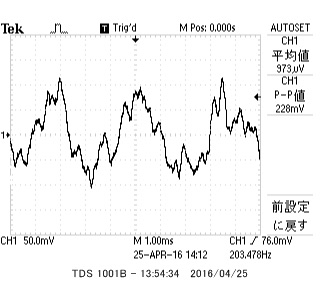 Tek
T Trig'd
M Pos: 0.000s
AUTOSET
CH1
平均値
973µV
CH1
P-P値
228mV
1
前設定
に戻す
CH1 50.0mV
M 1.00ms
CH1 ∕ 76.0mV
25-APR-16 14:12
203.478Hz
TDS 1001B - 13:54:34 2016/04/25